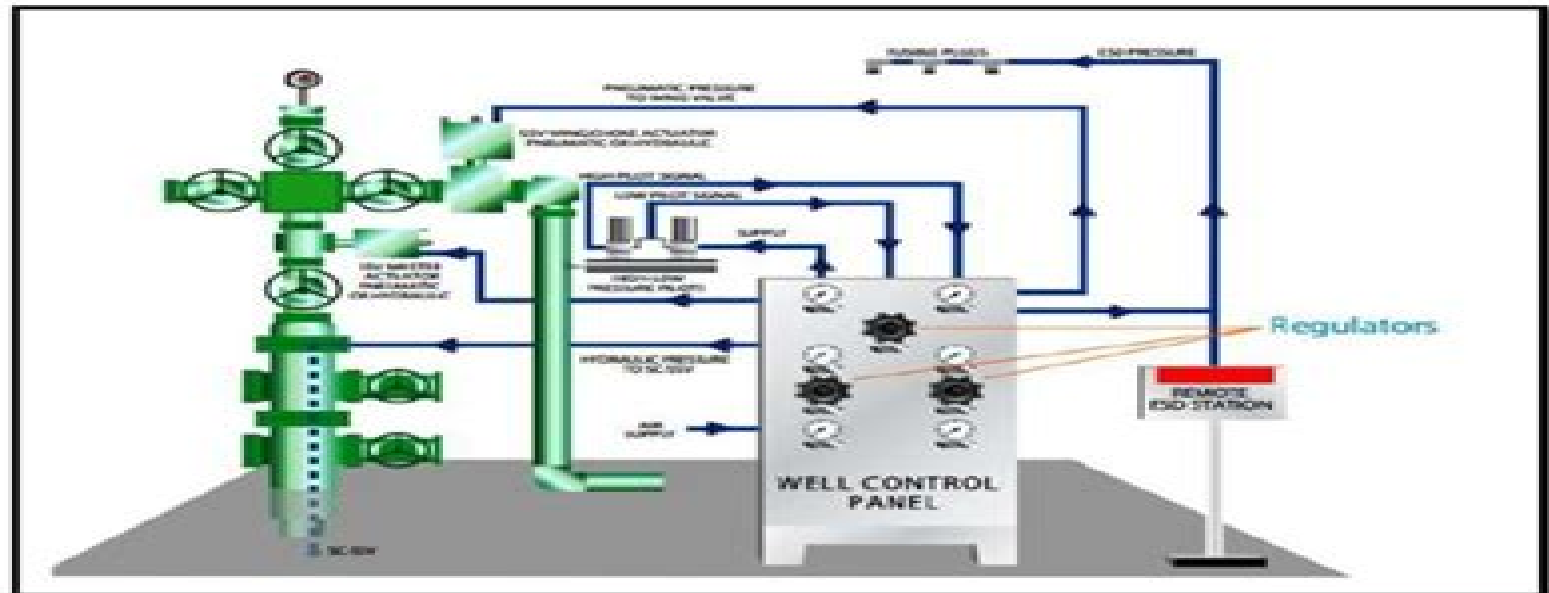 FUSING PLUGS
ESD PRESSURE
PNEUMATIC PRESSURE
TO WING VALVE
SSV WING/CHOKE ACTUATOR
PNEUMATIC OR HYDRAULIC
HIGH PILOT SIGNAL
LOW PILOT SIGNAL
SUPPLY
SSV MASTER
ACTUATOR
PNEUMATIC
OR HYDRAULIC
HIGH-LOW
PRESSURE PILOTS
Regulators
HYDRAULIC PRESSURE
TO SC-SSV
REMOTE
ESD STATION
AIR
SUPPLY
WELL CONTROL
PANEL
SC-SSV